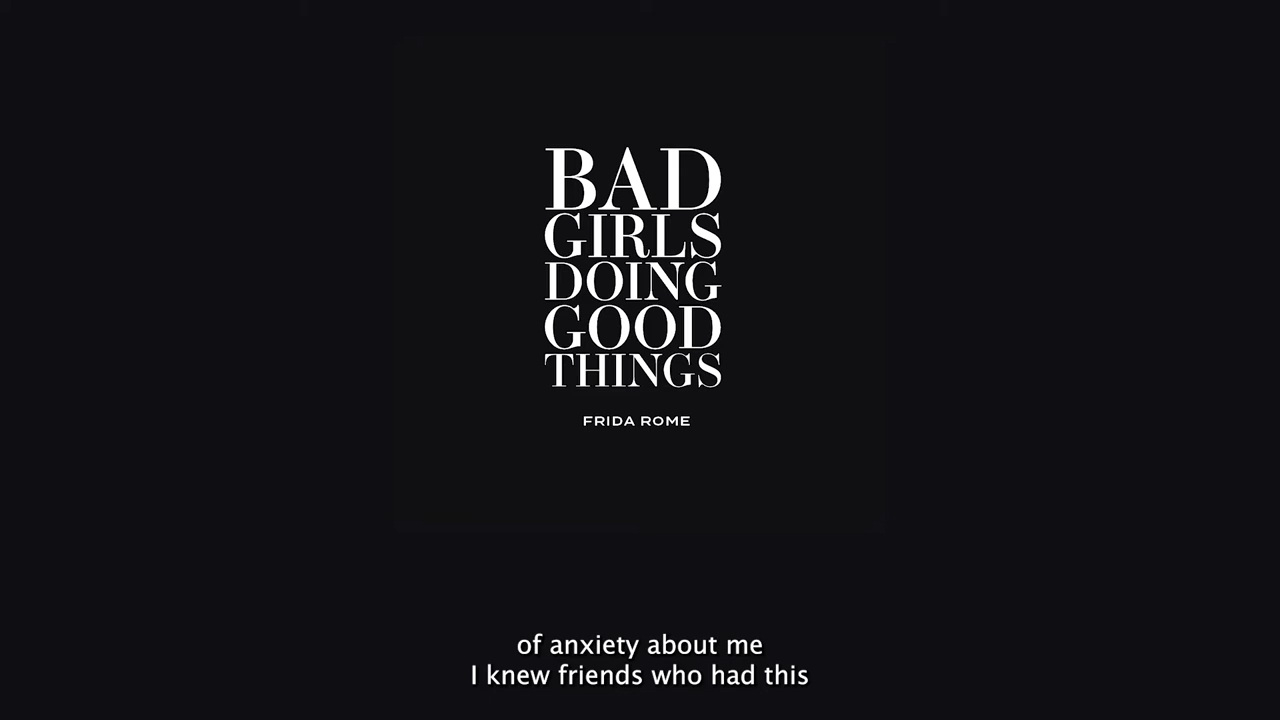 BAD
GIRLS
DOING
GOOD
THINGS
FRIDA ROME
of anxiety about me
I knew friends who had this